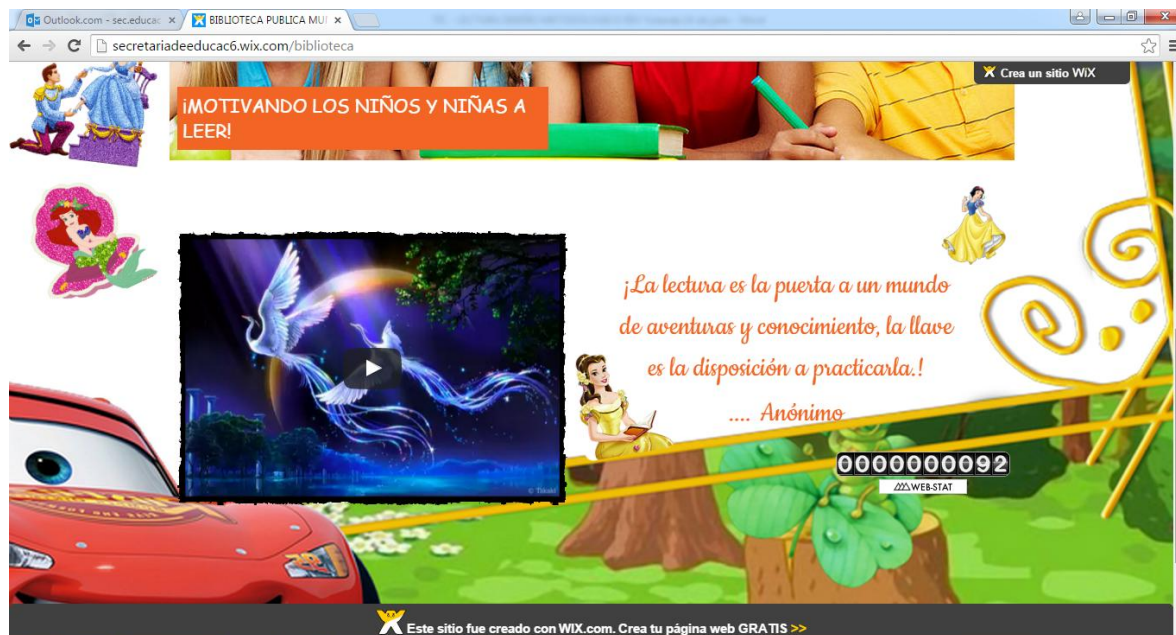 Outlook.com - sec.educac
BIBLIOTECA PUBLICA MUI
secretariadeeducac6.wix.com/biblioteca
Crea un sitio WiX
¡MOTIVANDO LOS NIÑOS Y NIÑAS A
LEER!
¡La lectura es la puerta a un mundo
de aventuras y conocimiento, la llave
es la disposición a practicarla.!
.... Anónimo
0000000092
WEB-STAT
Este sitio fue creado con WIX.com. Crea tu página web GRATIS >>